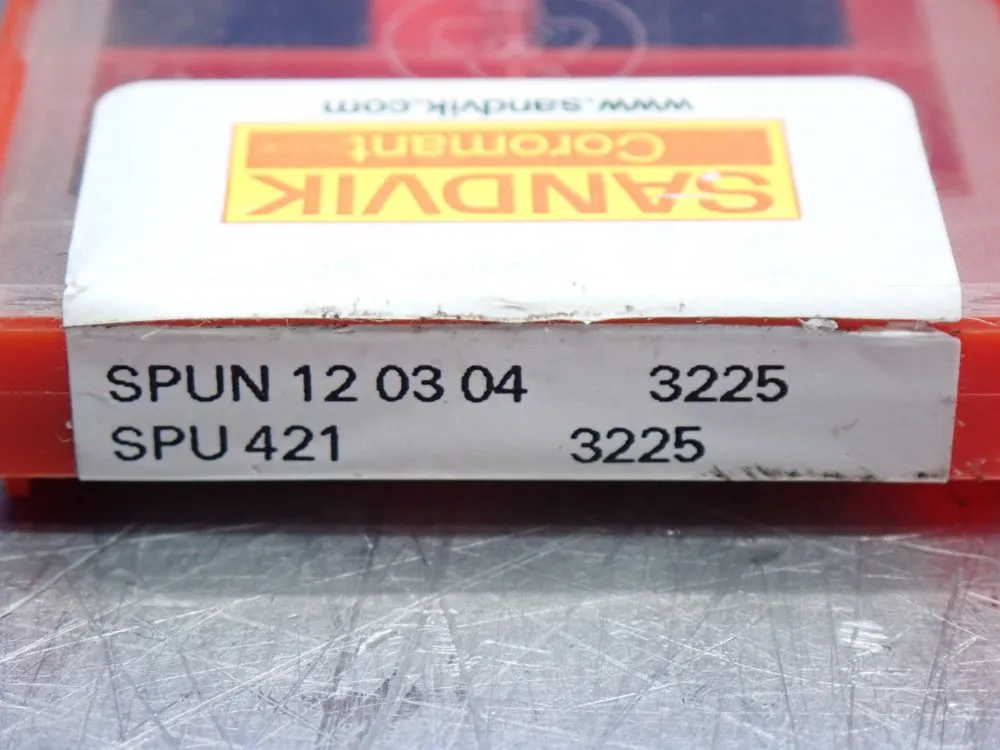 www.sandvik.com
Coromant
SANDVIK
SPUN 12 03 04 3225
SPU 421 3225